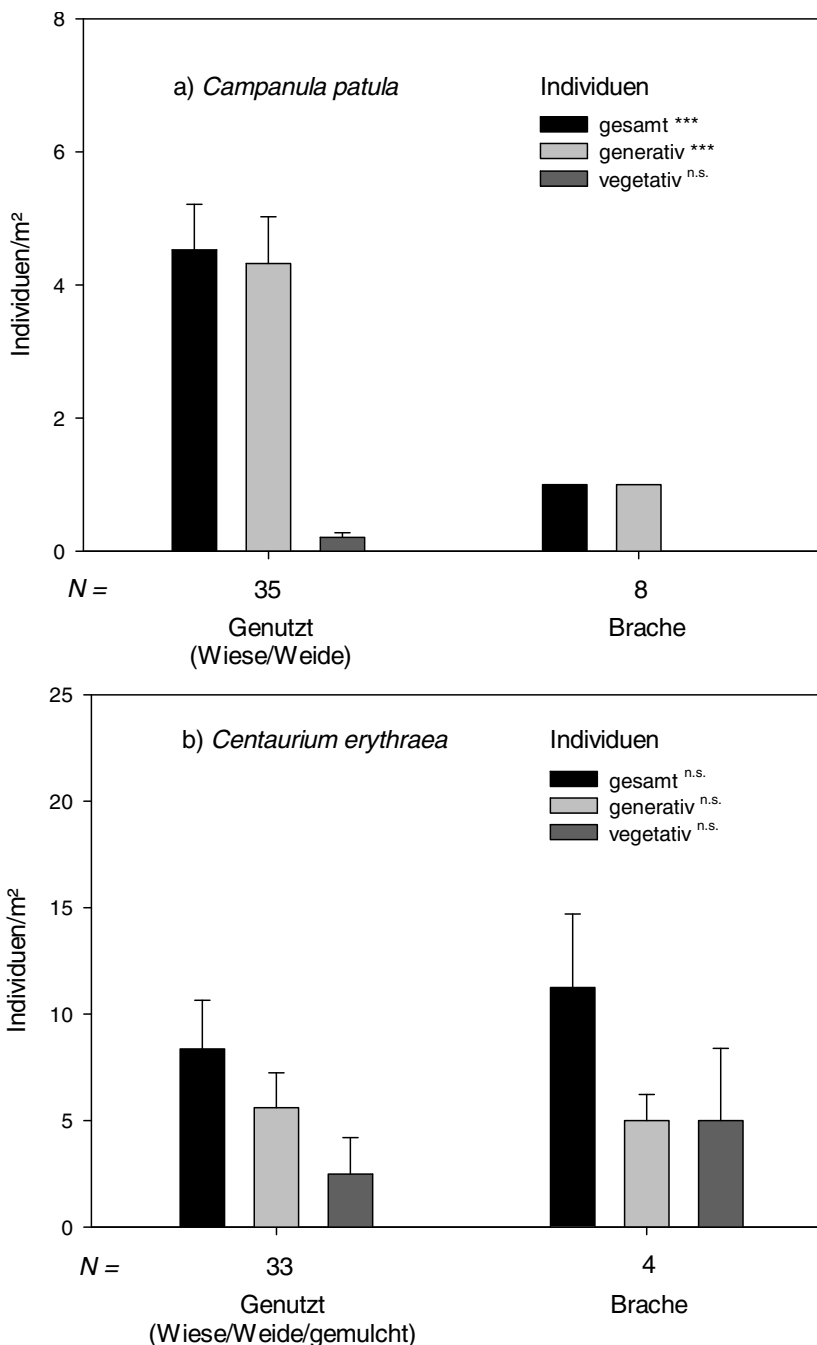 8
6
4
2
0
Individuen/m²
a) Campanula patula
Individuen
gesamt ***
generativ ***
vegetativ n.s.
N =
35
8
Genutzt
(Wiese/Weide)
Brache
25
20
15
10
5
0
Individuen/m²
b) Centaurium erythraea
Individuen
gesamt n.s.
generativ n.s.
vegetativ n.s.
N =
33
4
Genutzt
(Wiese/Weide/gemulcht)
Brache